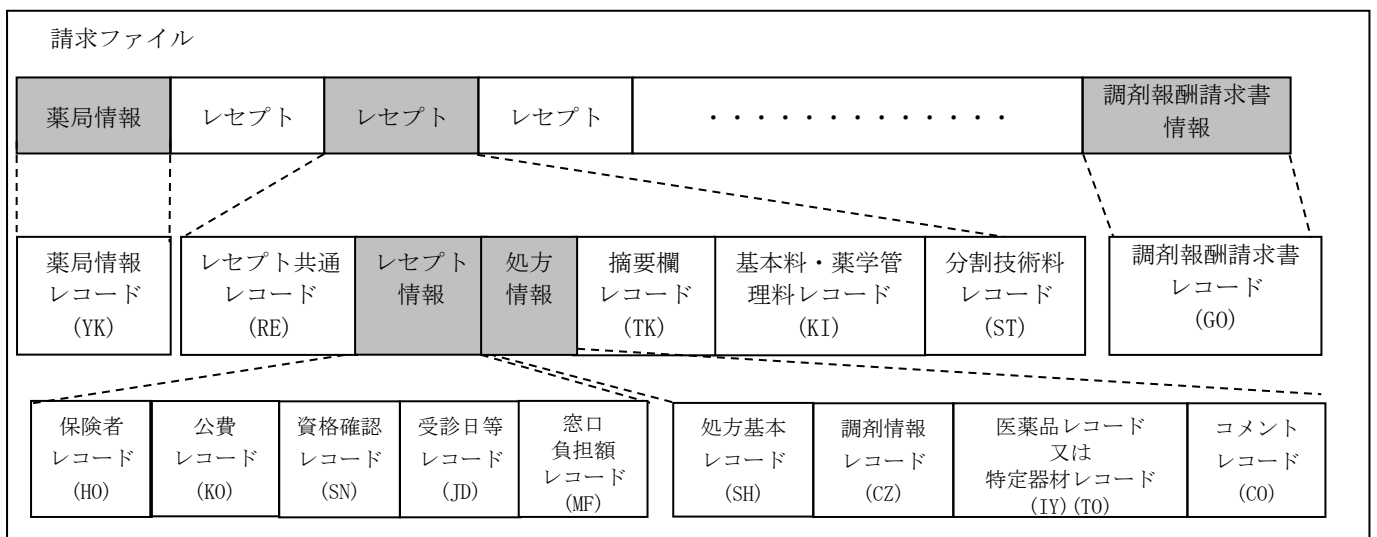 請求ファイル
薬局情報
レセプト
レセプト
レセプト
・・・・・・・・・・・・・
調剤報酬請求書
情報
薬局情報
レコード
(YK)
レセプト共通
レコード
(RE)
レセプト
情報
処方
情報
摘要欄
レコード
(TK)
基本料・薬学管
理料レコード
(KI)
分割技術料
レコード
(ST)
調剤報酬請求書
レコード
(GO)
保険者
レコード
(HO)
公費
レコード
(KO)
資格確認
レコード
(SN)
受診日等
レコード
(JD)
窓口
負担額
レコード
(MF)
処方基本
レコード
(SH)
調剤情報
レコード
(CZ)
医薬品レコード
又は
特定器材レコード
(IY)(TO)
コメント
レコード
(CO)